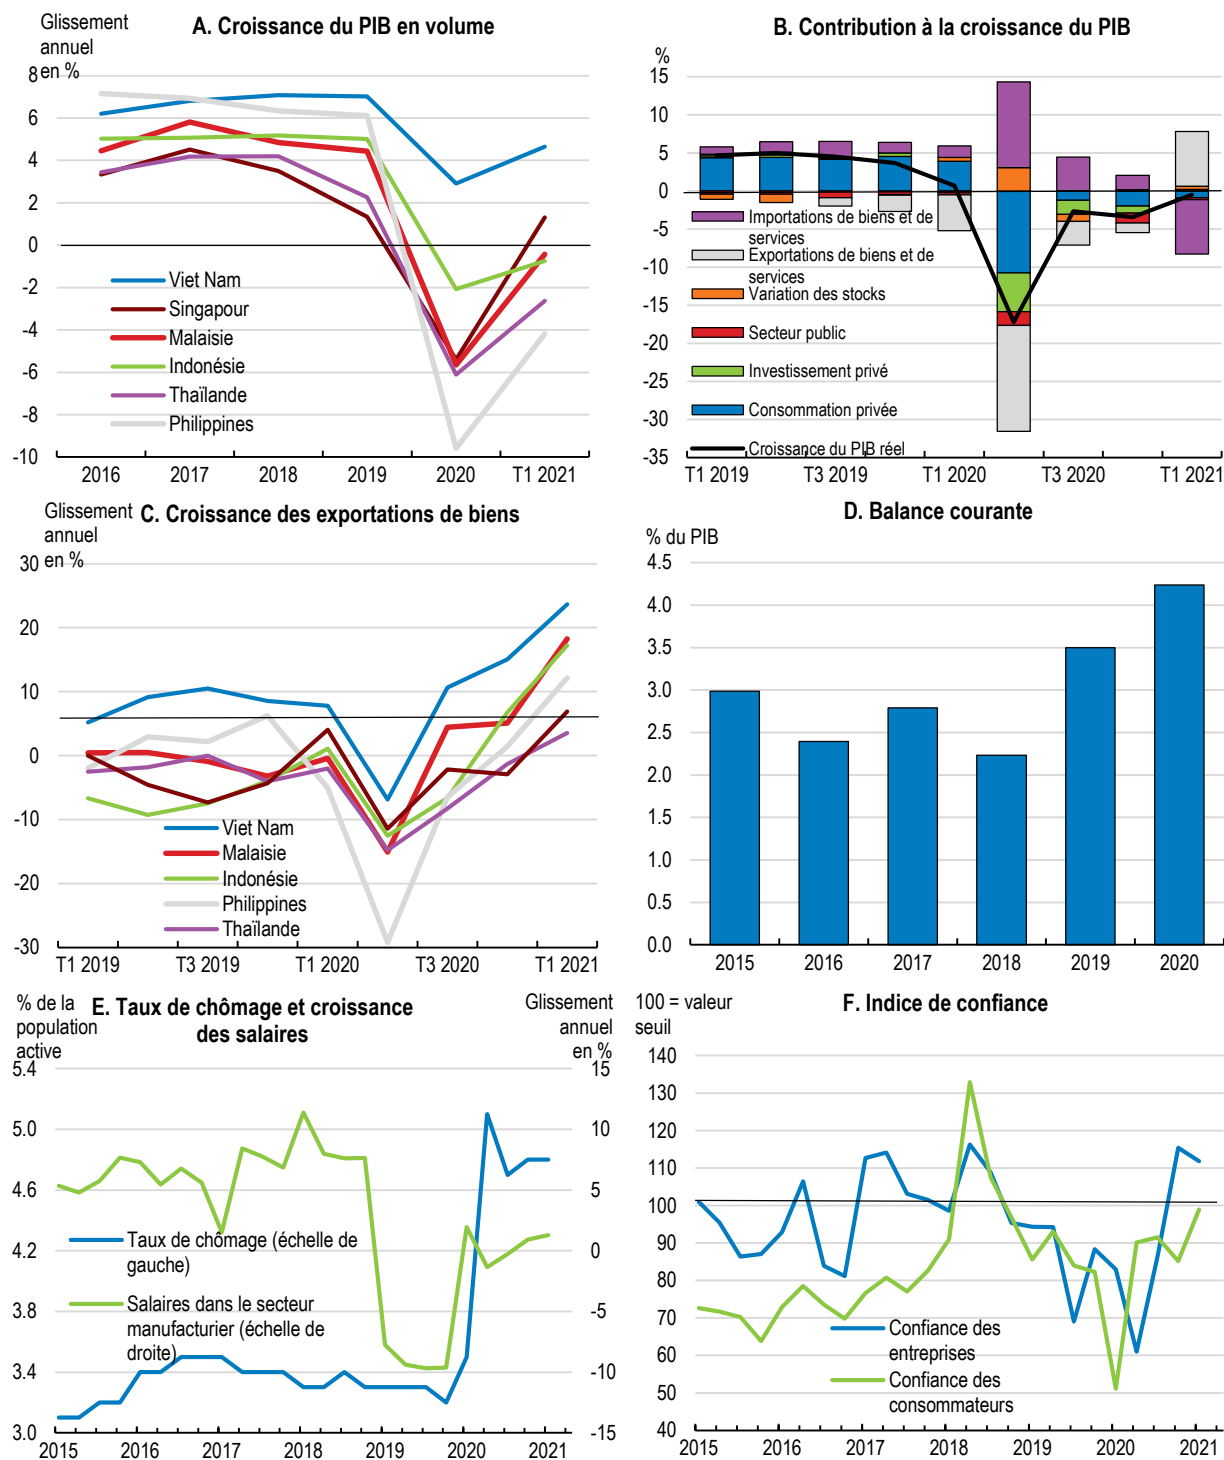 A. Croissance du PIB en volume
Glissement
annuel
en %
8
6
4
2
0
-2
-4
-6
-8
-10
Viet Nam
Singapour
Malaisie
Indonésie
Thaïlande
Philippines
2016 2017 2018 2019 2020 T1 2021
B. Contribution à la croissance du PIB
%
15
10
5
0
-5
-10
-15
-20
-25
-30
-35
Importations de biens et de
services
Exportations de biens et de
services
Variation des stocks
Secteur public
Investissement privé
Consommation privée
Croissance du PIB réel
T1 2019 T3 2019 T1 2020 T3 2020 T1 2021
C. Croissance des exportations de biens
Glissement
annuel
en %
30
20
10
0
-10
-20
-30
Viet Nam
Malaisie
Indonésie
Philippines
Thaïlande
T1 2019 T3 2019 T1 2020 T3 2020 T1 2021
D. Balance courante
% du PIB
4.5
4.0
3.5
3.0
2.5
2.0
1.5
1.0
0.5
0.0
2015 2016 2017 2018 2019 2020
E. Taux de chômage et croissance
des salaires
% de la
population
active
Glissement
annuel
en %
5.4
5.0
4.6
4.2
3.8
3.4
3.0
15
10
5
0
-5
-10
-15
Taux de chômage (échelle de
gauche)
Salaires dans le secteur
manufacturier (échelle de
droite)
2015 2016 2017 2018 2019 2020 2021
F. Indice de confiance
100 = valeur
seuil
140
130
120
110
100
90
80
70
60
50
40
Confiance des
entreprises
Confiance des
consommateurs
2015 2016 2017 2018 2019 2020 2021